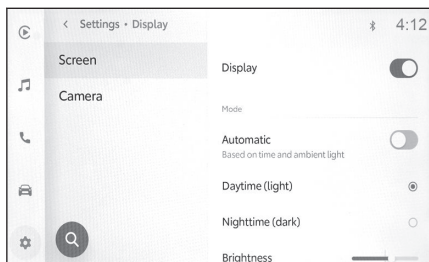 Settings • Display
4:12
Screen
Camera
Display
Mode
Automatic
Based on time and ambient light
Daytime (light)
Nighttime (dark)
Brightness